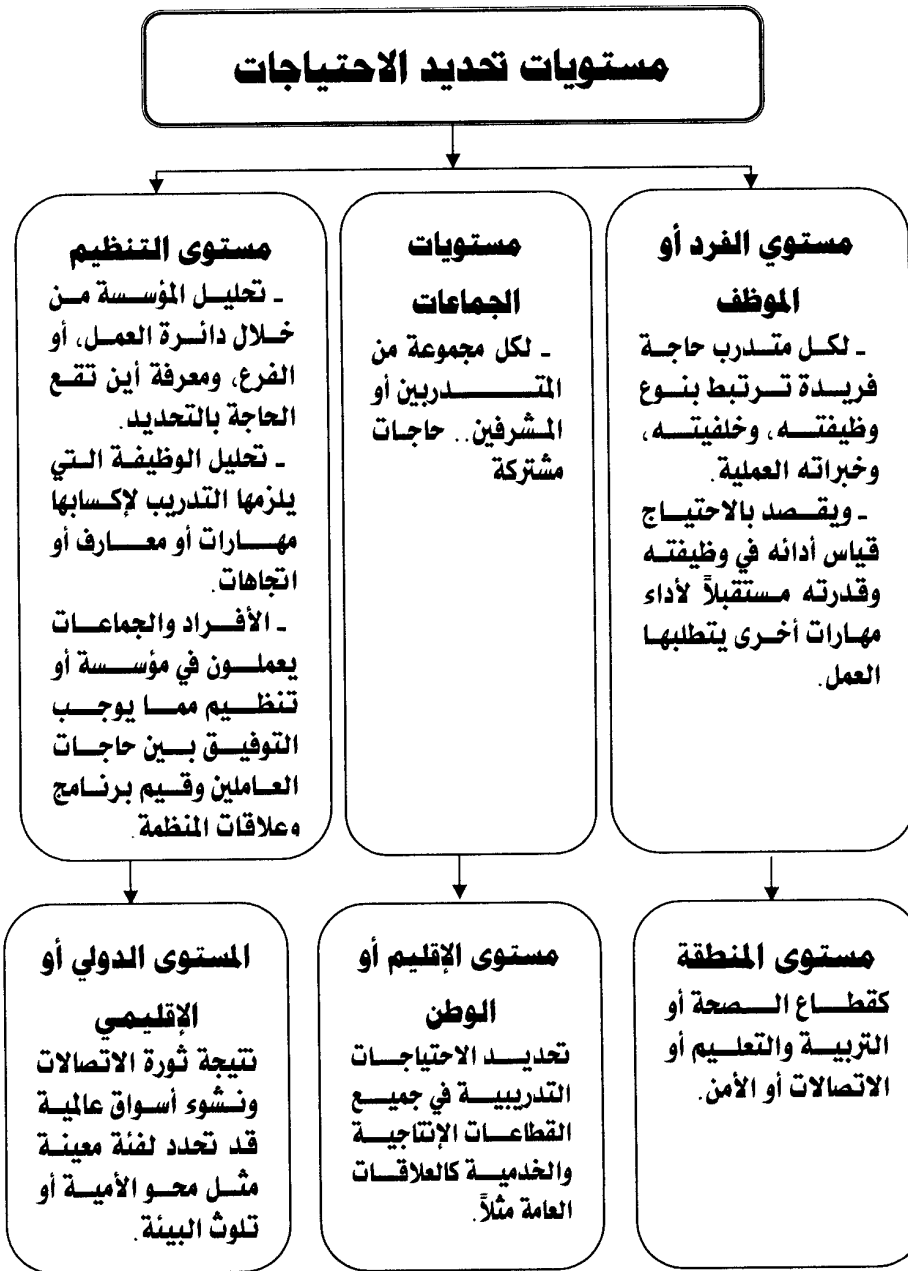 مستويات تحديد الاحتياجات
مستوي الفرد أو
الموظف
ـ لكل متدرب حاجة
فريدة ترتبط بنوع
وظيفته، وخلفيته،
وخبراته العملية.
ـ ويقصد بالاحتياج
قياس أدائه في وظيفته
وقدرته مستقبلاً لأداء
مهارات أخرى يتطلبها
العمل.
مستويات
الجماعات
ـ لكل مجموعة من
المتدربين أو
المشرفين.. حاجات
مشتركة
مستوى التنظيم
ـ تحليل المؤسسة من
خلال دائرة العمل، أو
الفرع، ومعرفة أين تقع
الحاجة بالتحديد.
ـ تحليل الوظيفة التي
يلزمها التدريب لإكسابها
مهارات أو معارف أو
اتجاهات.
ـ الأفراد والجماعات
يعملون في مؤسسة أو
تنظيم مما يوجب
التوفيق بين حاجات
العاملين وقيم برنامج
وعلاقات المنظمة.
مستوى المنطقة
كقطاع الصحة أو
التربية والتعليم أو
الاتصالات أو الأمن.
مستوى الإقليم أو
الوطن
تحديد الاحتياجات
التدريبية في جميع
القطاعات الإنتاجية
والخدمية كالعلاقات
العامة مثلاً.
المستوى الدولي أو
الإقليمي
نتيجة ثورة الاتصالات
ونشوء أسواق عالمية
قد تحدد لفئة معينة
مثل محو الأمية أو
تلوث البيئة.